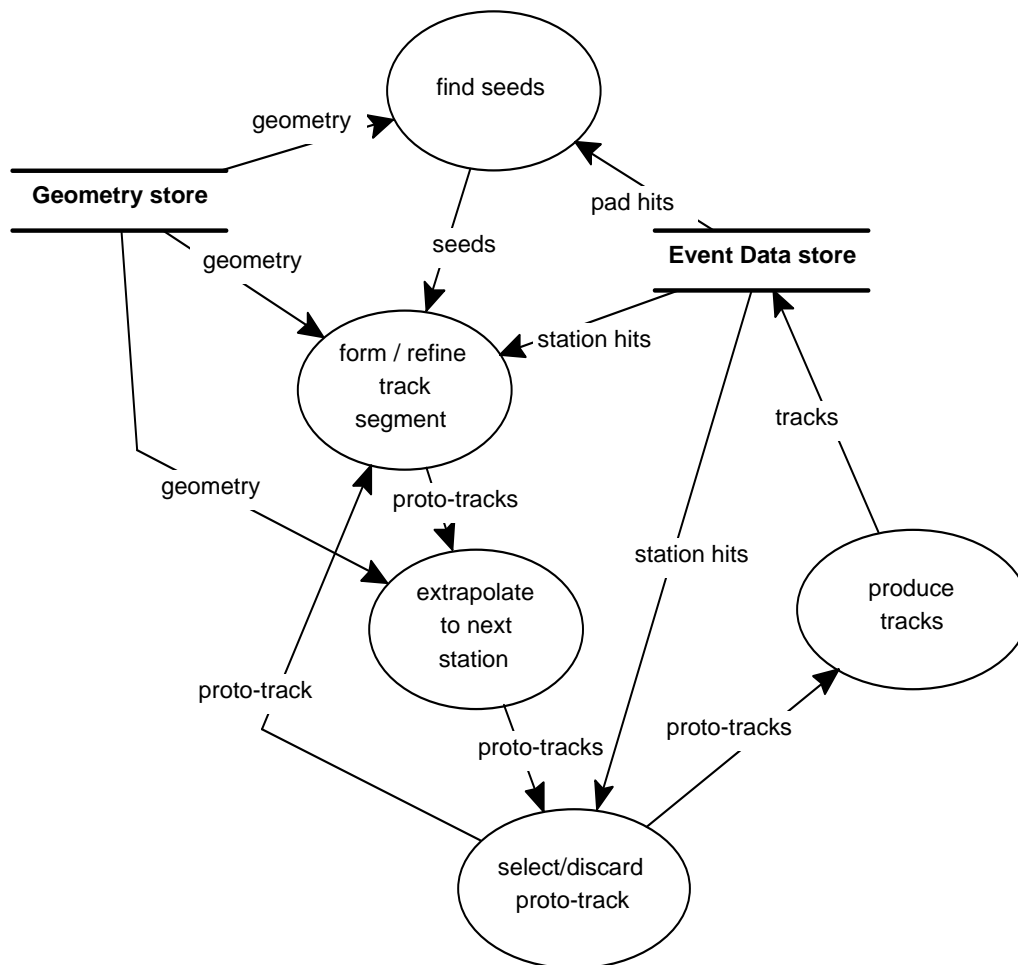 find seeds
geometry
Geometry store
pad hits
seeds
geometry
Event Data store
station hits
form / refine
track
segment
tracks
geometry
proto-tracks
station hits
extrapolate
to next
station
produce
tracks
proto-track
proto-tracks
proto-tracks
select/discard
proto-track